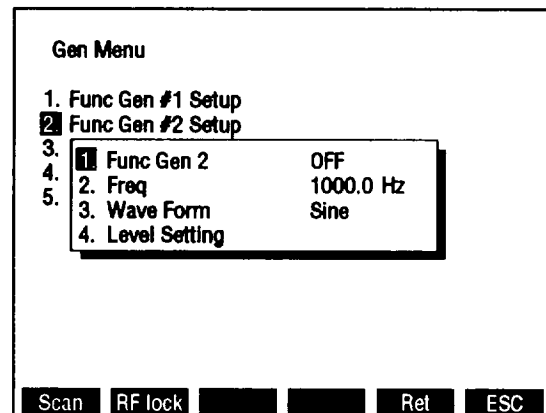 Gen Menu
1. Func Gen #1 Setup
2. Func Gen #2 Setup
3.
4.
5.
1. Func Gen 2 OFF
2. Freq 1000.0 Hz
3. Wave Form Sine
4. Level Setting
Scan RF lock Ret ESC